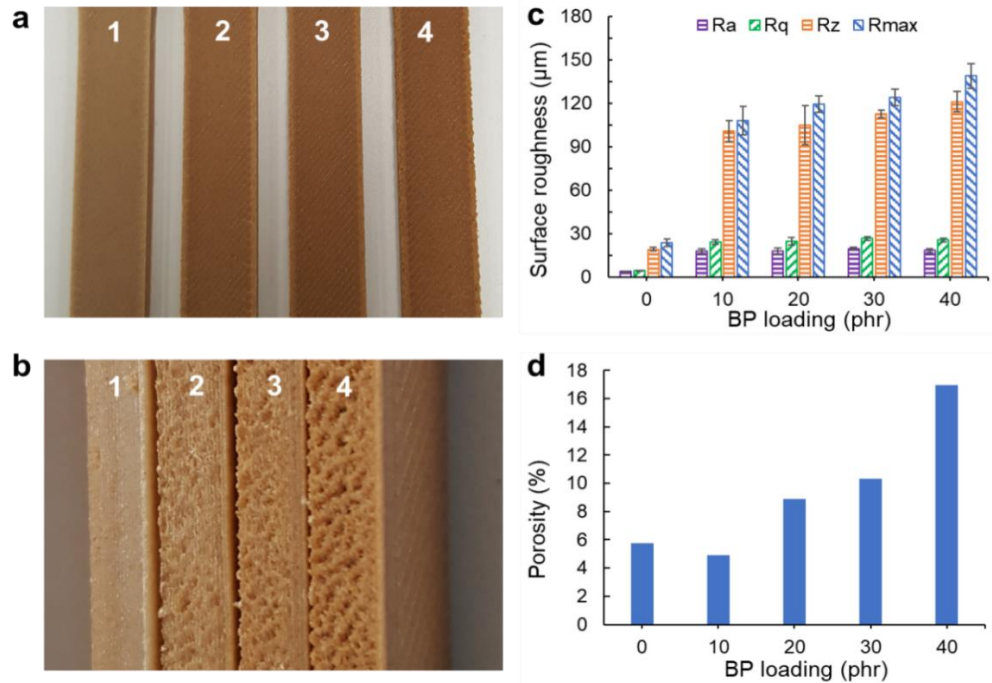 a
1 2 3 4
b
1 2 3 4
c
Ra Rq Rz Rmax
Surface roughness (μm)
180
150
120
90
60
30
0
0 10 20 30 40
BP loading (phr)
d
Porosity (%)
18
16
14
12
10
8
6
4
2
0
0 10 20 30 40
BP loading (phr)